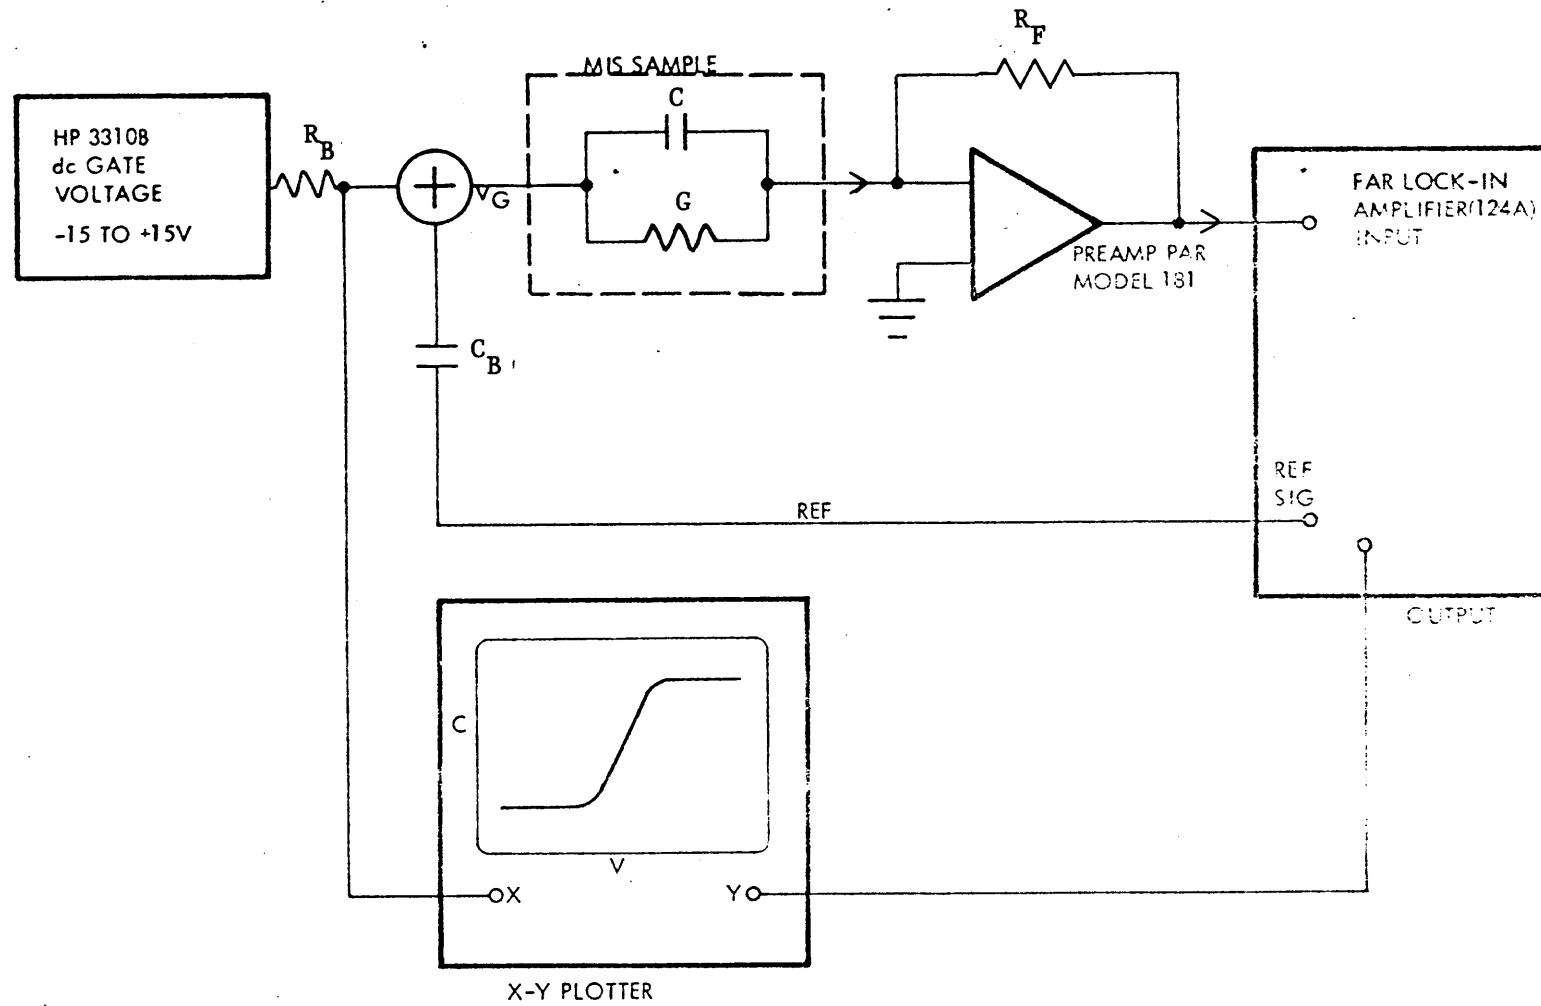 R_F
MIS SAMPLE
C
HP 3310B
dc GATE
VOLTAGE
-15 TO +15V
R_B
+
V_G
G
PAR LOCK-IN
AMPLIFIER(124A)
INPUT
PREAMP PAR
MODEL 181
C_B
REF
SIG
REF
OUTPUT
C
V
X
Y
X-Y PLOTTER